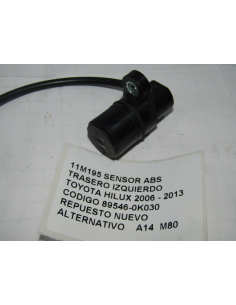 11M195 SENSOR ABS
TRASERO IZQUIERDO
TOYOTA HILUX 2006 - 2013
CODIGO 89546-0K030
REPUESTO NUEVO
ALTERNATIVO A14 M80